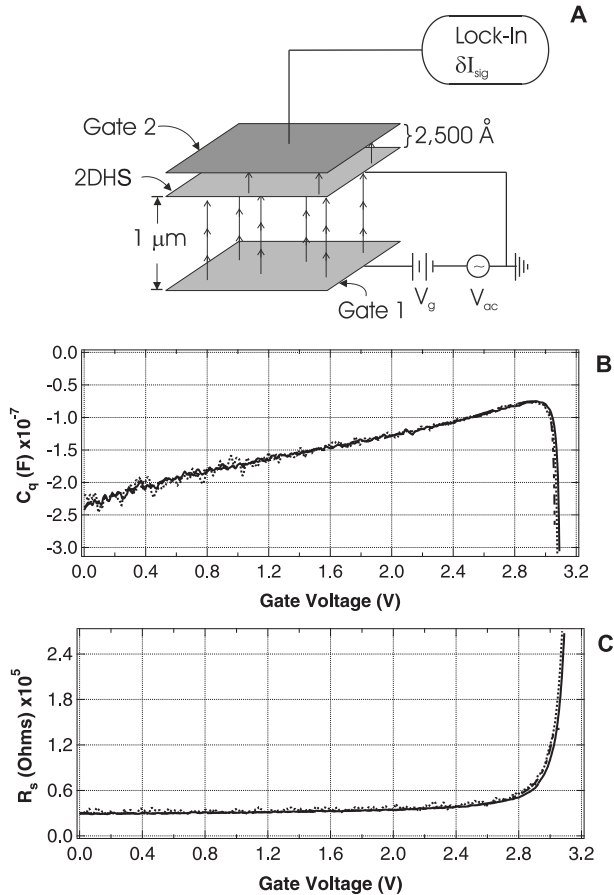 A
Lock-In
δI_sig
Gate 2
2,500 Å
2DHS
1 μm
Gate 1
V_g
V_ac
B
C_q (F) x10^-7
0.0
-0.5
-1.0
-1.5
-2.0
-2.5
-3.0
0.0 0.4 0.8 1.2 1.6 2.0 2.4 2.8 3.2
Gate Voltage (V)
C
R_s (Ohms) x10^5
2.4
1.8
1.2
0.6
0.0
0.0 0.4 0.8 1.2 1.6 2.0 2.4 2.8 3.2
Gate Voltage (V)